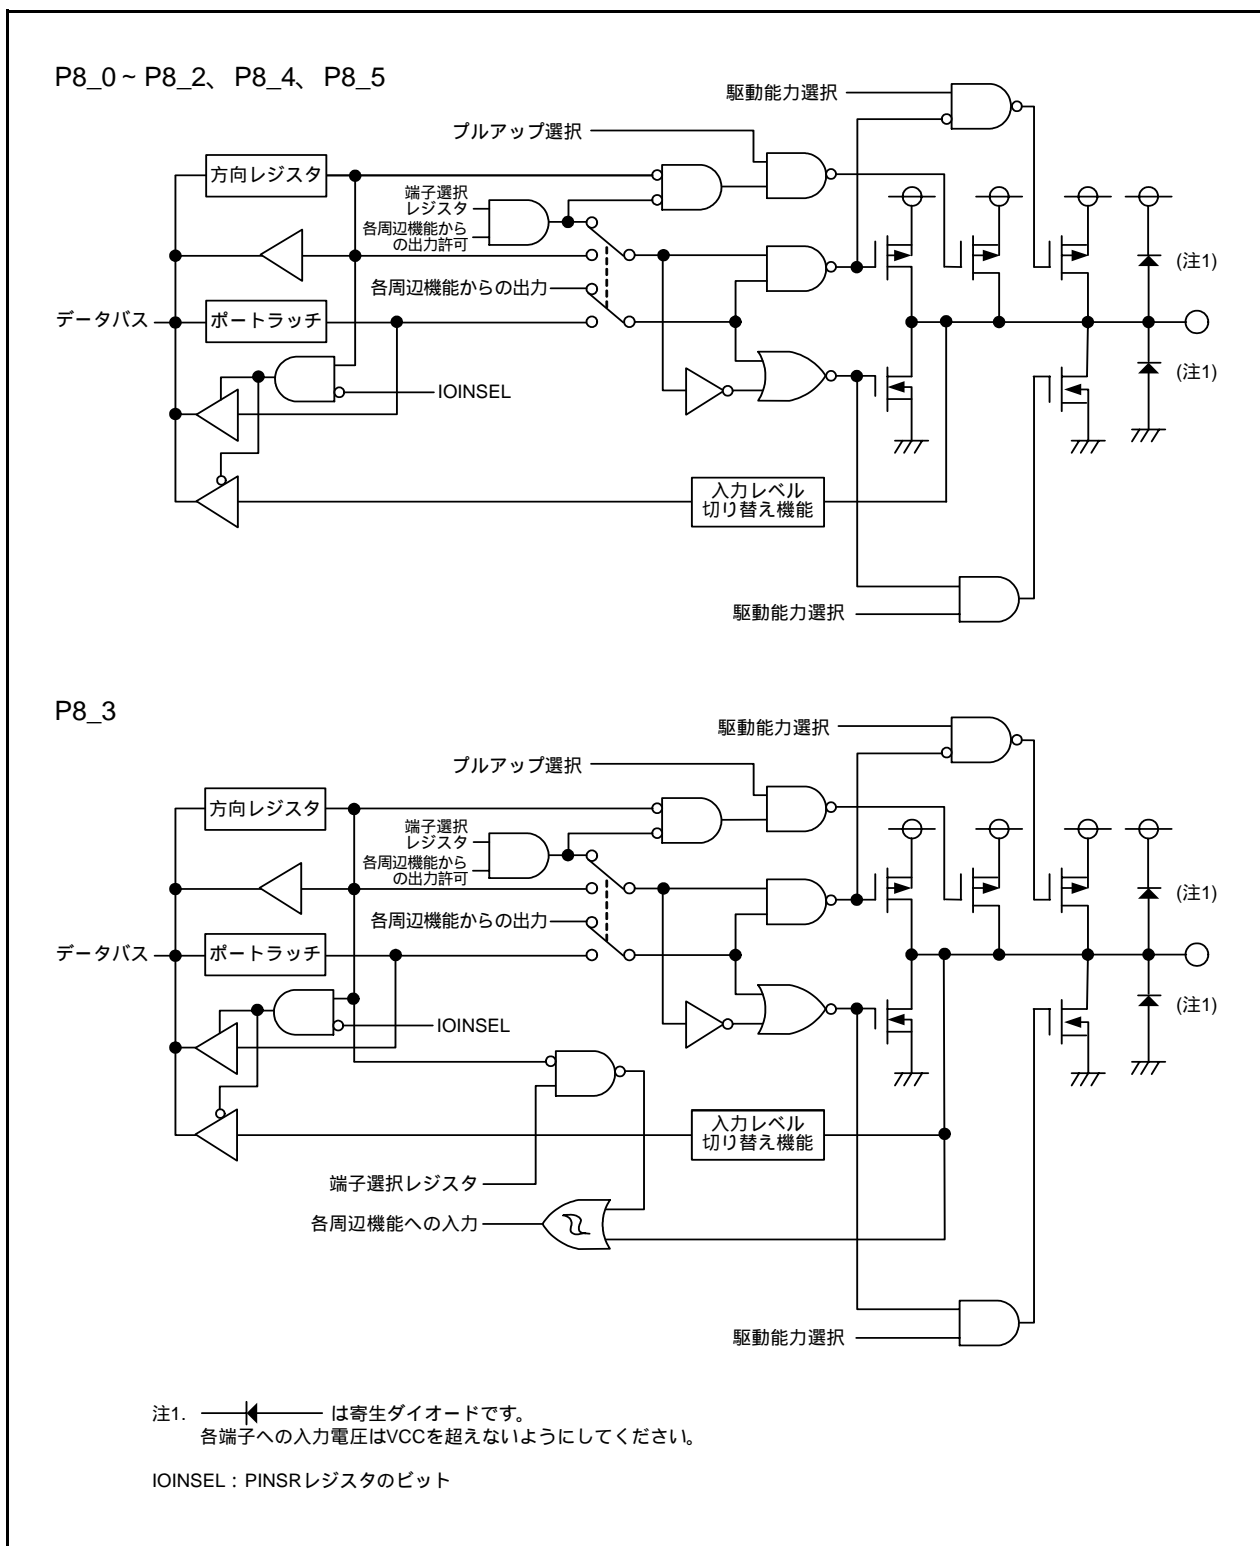 P8_0～P8_2、P8_4、P8_5
駆動能力選択
プルアップ選択
方向レジスタ
端子選択
レジスタ
各周辺機能から
の出力許可
(注1)
各周辺機能からの出力
データバス
ポートラッチ
(注1)
IOINSEL
入力レベル
切り替え機能
駆動能力選択
P8_3
駆動能力選択
プルアップ選択
方向レジスタ
端子選択
レジスタ
各周辺機能から
の出力許可
(注1)
各周辺機能からの出力
データバス
ポートラッチ
(注1)
IOINSEL
入力レベル
切り替え機能
端子選択レジスタ
各周辺機能への入力
駆動能力選択
注1. は寄生ダイオードです。
各端子への入力電圧はVCCを超えないようにしてください。
IOINSEL：PINSRレジスタのビット